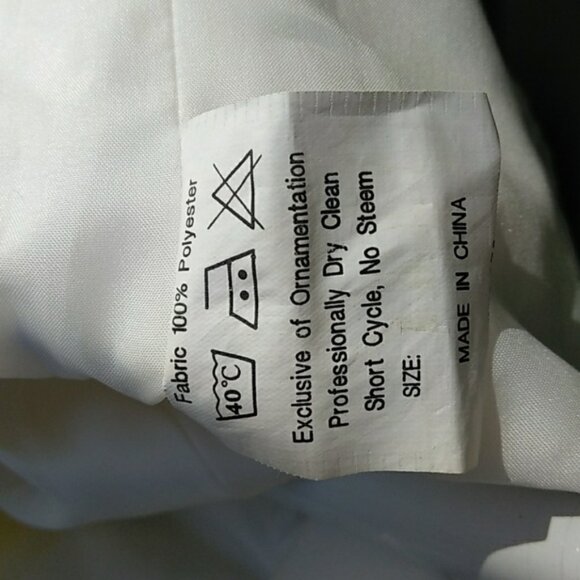 Fabric 100% Polyester
40°C
Exclusive of Ornamentation
Professionally Dry Clean
Short Cycle, No Steem
SIZE:
MADE IN CHINA